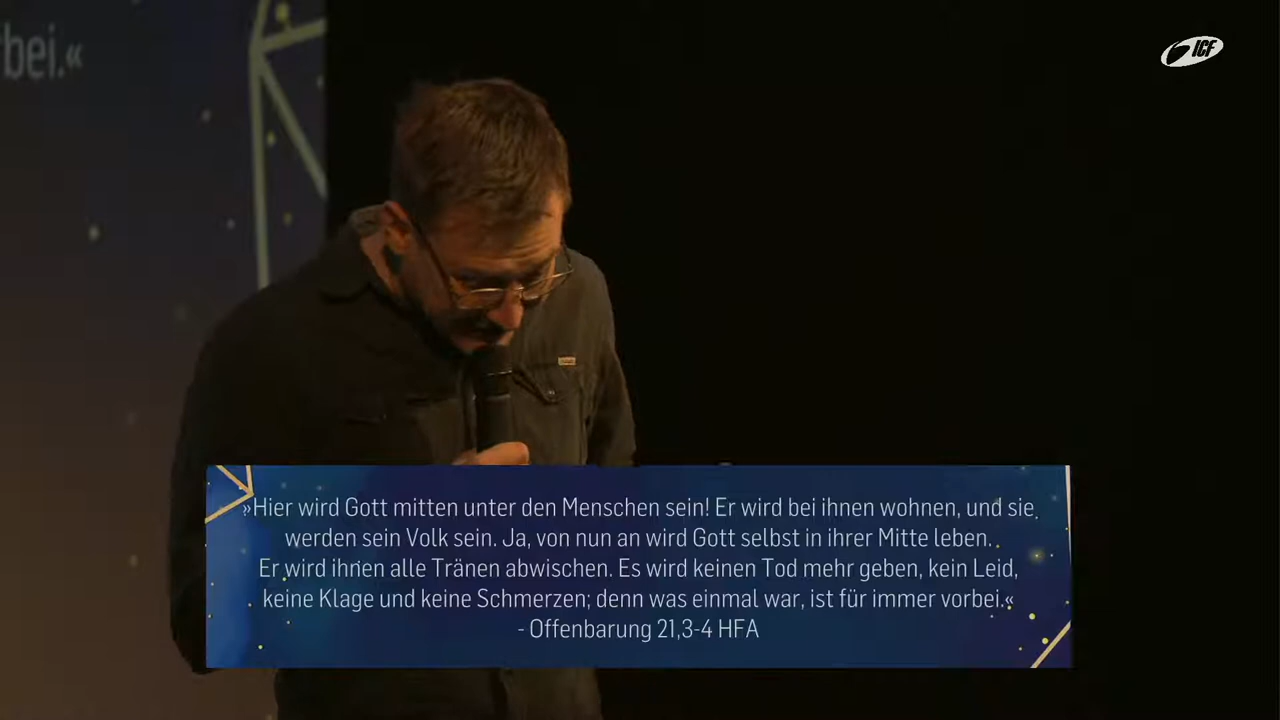 bei.«
ICF
»Hier wird Gott mitten unter den Menschen sein! Er wird bei ihnen wohnen, und sie
werden sein Volk sein. Ja, von nun an wird Gott selbst in ihrer Mitte leben.
Er wird ihnen alle Tränen abwischen. Es wird keinen Tod mehr geben, kein Leid,
keine Klage und keine Schmerzen; denn was einmal war, ist für immer vorbei.«
- Offenbarung 21,3-4 HFA